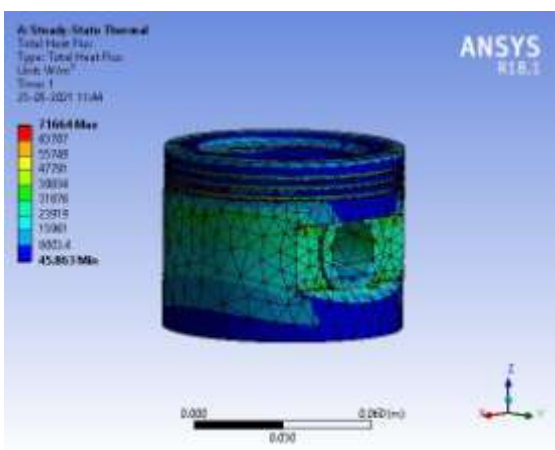 A: Steady-State Thermal
Total Heat Flux
Type: Total Heat Flux
Unit: W/m²
Time: 1
25-05-2021 11:44
71664 Max
63707
55749
47791
39834
31876
23919
15961
8003.4
45.863 Min
ANSYS
R18.1
0.000
0.060 (m)
0.030
Z
X
Y